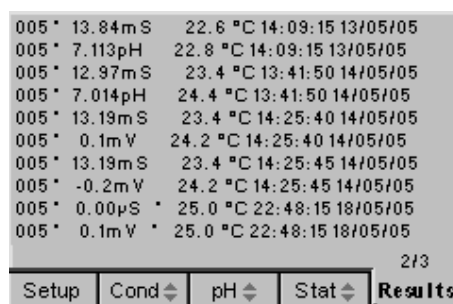 005 * 13.84mS 22.6 °C 14:09:15 13/05/05
005 * 7.113pH 22.8 °C 14:09:15 13/05/05
005 * 12.97mS 23.4 °C 13:41:50 14/05/05
005 * 7.014pH 24.4 °C 13:41:50 14/05/05
005 * 13.19mS 23.4 °C 14:25:40 14/05/05
005 * 0.1mV 24.2 °C 14:25:40 14/05/05
005 * 13.19mS 23.4 °C 14:25:45 14/05/05
005 * -0.2mV 24.2 °C 14:25:45 14/05/05
005 * 0.00µS * 25.0 °C 22:48:15 18/05/05
005 * 0.1mV * 25.0 °C 22:48:15 18/05/05
2/3
Setup Cond pH Stat Results